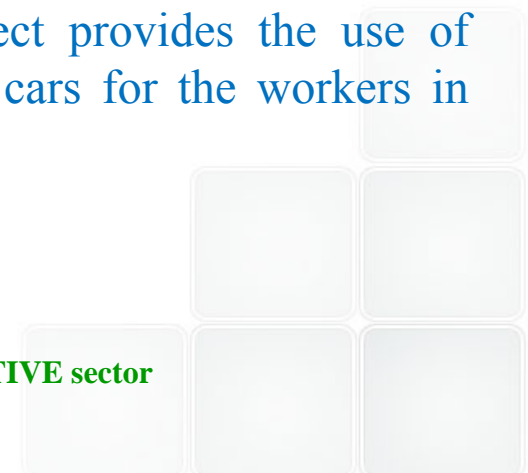 ect provides the use of
cars for the workers in
TIVE sector